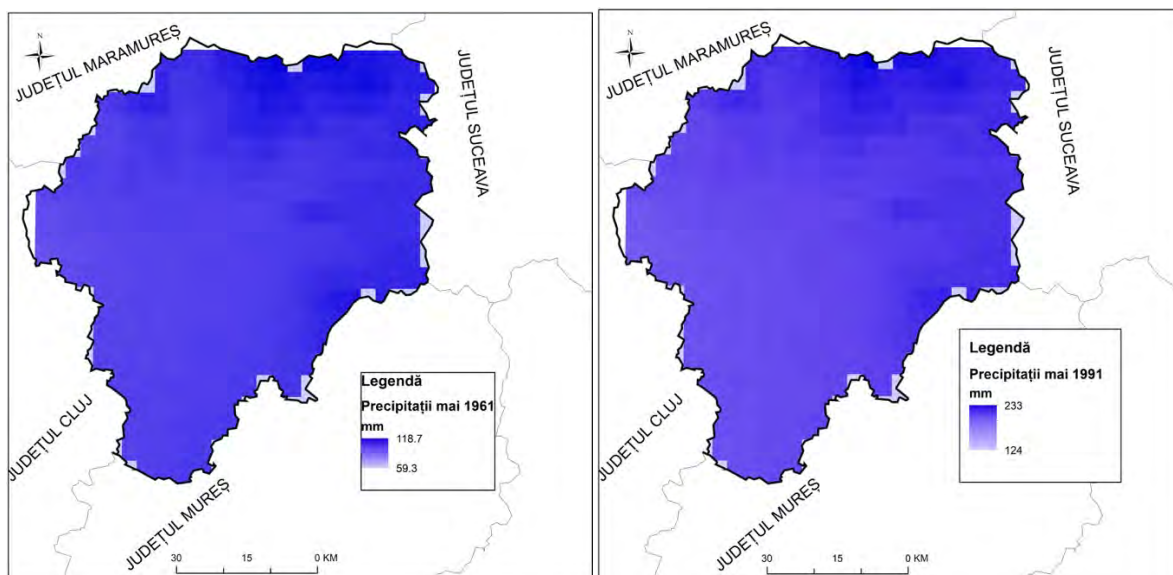 N
JUDEȚUL MARAMUREȘ
JUDEȚUL SUCEAVA
JUDEȚUL CLUJ
JUDEȚUL MUREȘ
Legendă
Precipitații mai 1961
mm
118.7
59.3
30 15 0 KM
N
JUDEȚUL MARAMUREȘ
JUDEȚUL SUCEAVA
JUDEȚUL CLUJ
JUDEȚUL MUREȘ
Legendă
Precipitații mai 1991
mm
233
124
30 15 0 KM